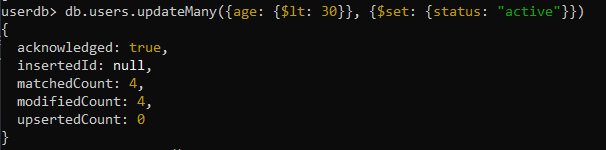 userdb> db.users.updateMany({age: {$lt: 30}}, {$set: {status: "active"}})
{
  acknowledged: true,
  insertedId: null,
  matchedCount: 4,
  modifiedCount: 4,
  upsertedCount: 0
}